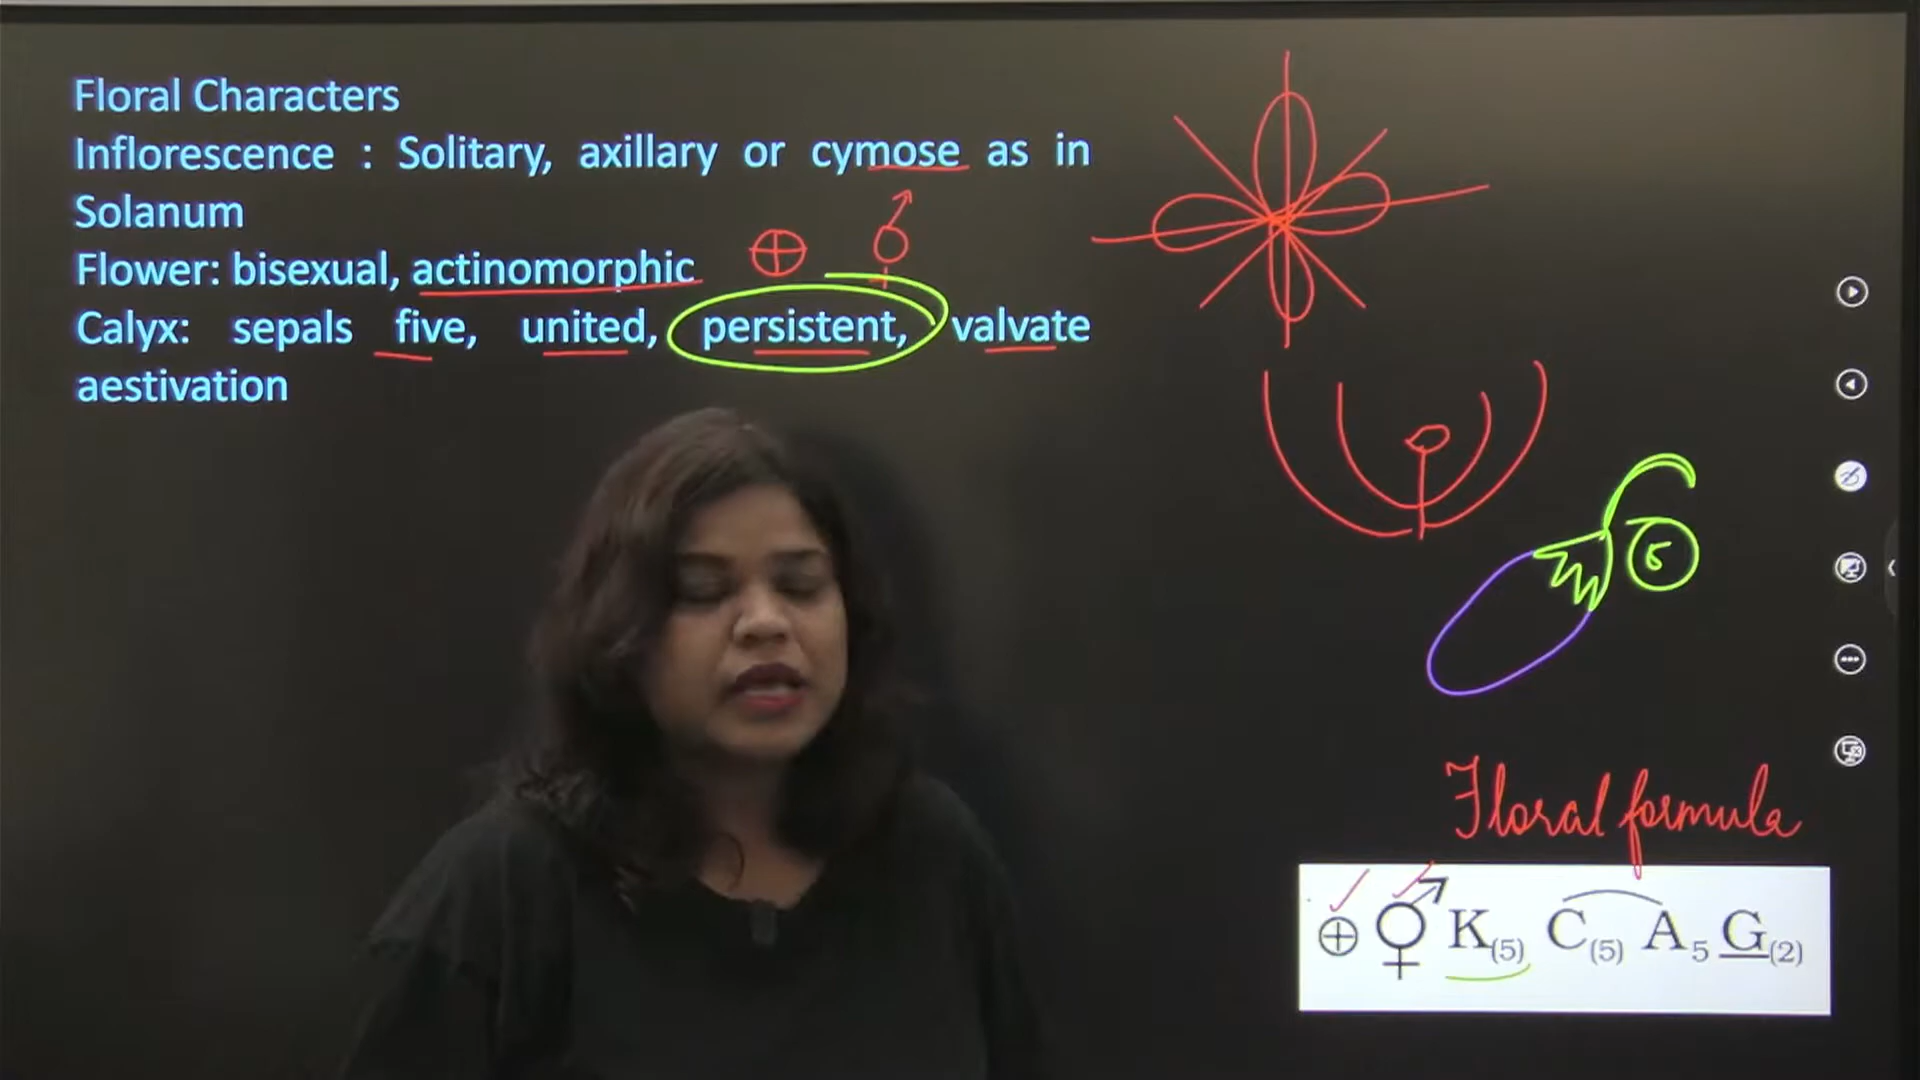 Floral Characters
Inflorescence : Solitary, axillary or cymose as in
Solanum
Flower: bisexual, actinomorphic ⊕ ⚥
Calyx: sepals five, united, persistent, valvate
aestivation
5
Floral formula
⊕ ⚥ K(5) C(5) A5 G(2)